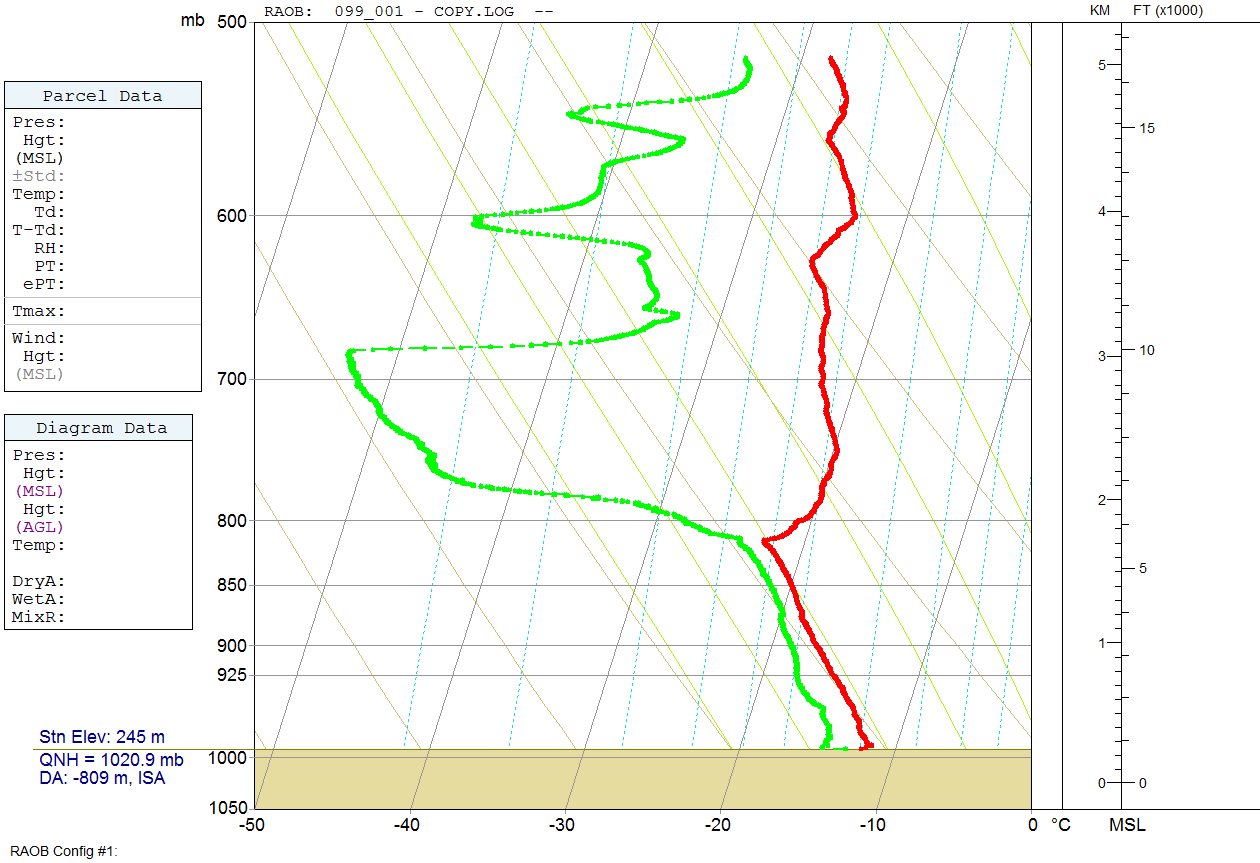 RAOB:  099_001 - COPY.LOG  --
KM
FT (x1000)
mb
500
600
700
800
850
900
925
1000
1050
Parcel Data
Pres:
Hgt:
(MSL)
±Std:
Temp:
Td:
T-Td:
RH:
PT:
ePT:
Tmax:
Wind:
Hgt:
(MSL)
Diagram Data
Pres:
Hgt:
(MSL)
Hgt:
(AGL)
Temp:
DryA:
WetA:
MixR:
Stn Elev: 245 m
QNH = 1020.9 mb
DA: -809 m, ISA
5
4
3
2
1
0
15
10
5
0
-50
-40
-30
-20
-10
0
°C
MSL
RAOB Config #1: